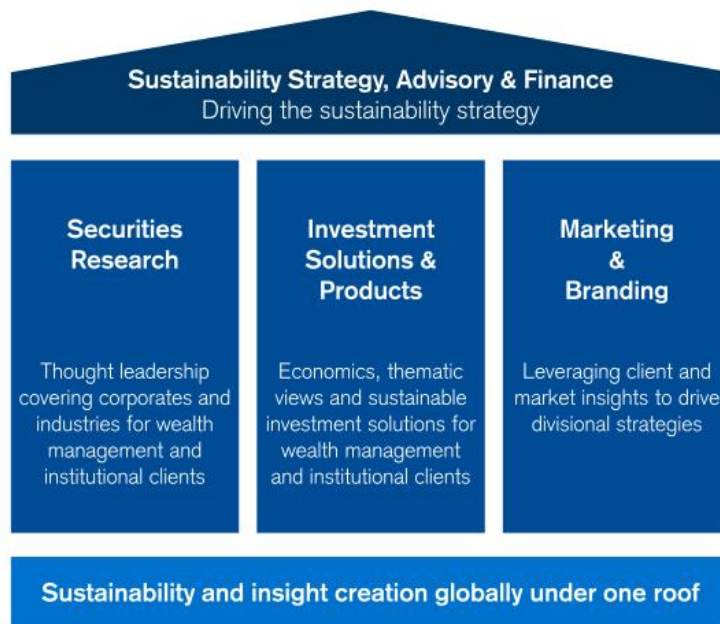 Sustainability Strategy, Advisory & Finance
Driving the sustainability strategy
Securities
Research
Thought leadership
covering corporates and
industries for wealth
management and
institutional clients
Investment
Solutions &
Products
Economics, thematic
views and sustainable
investment solutions for
wealth management
and institutional clients
Marketing
&
Branding
Leveraging client and
market insights to drive
divisional strategies
Sustainability and insight creation globally under one roof